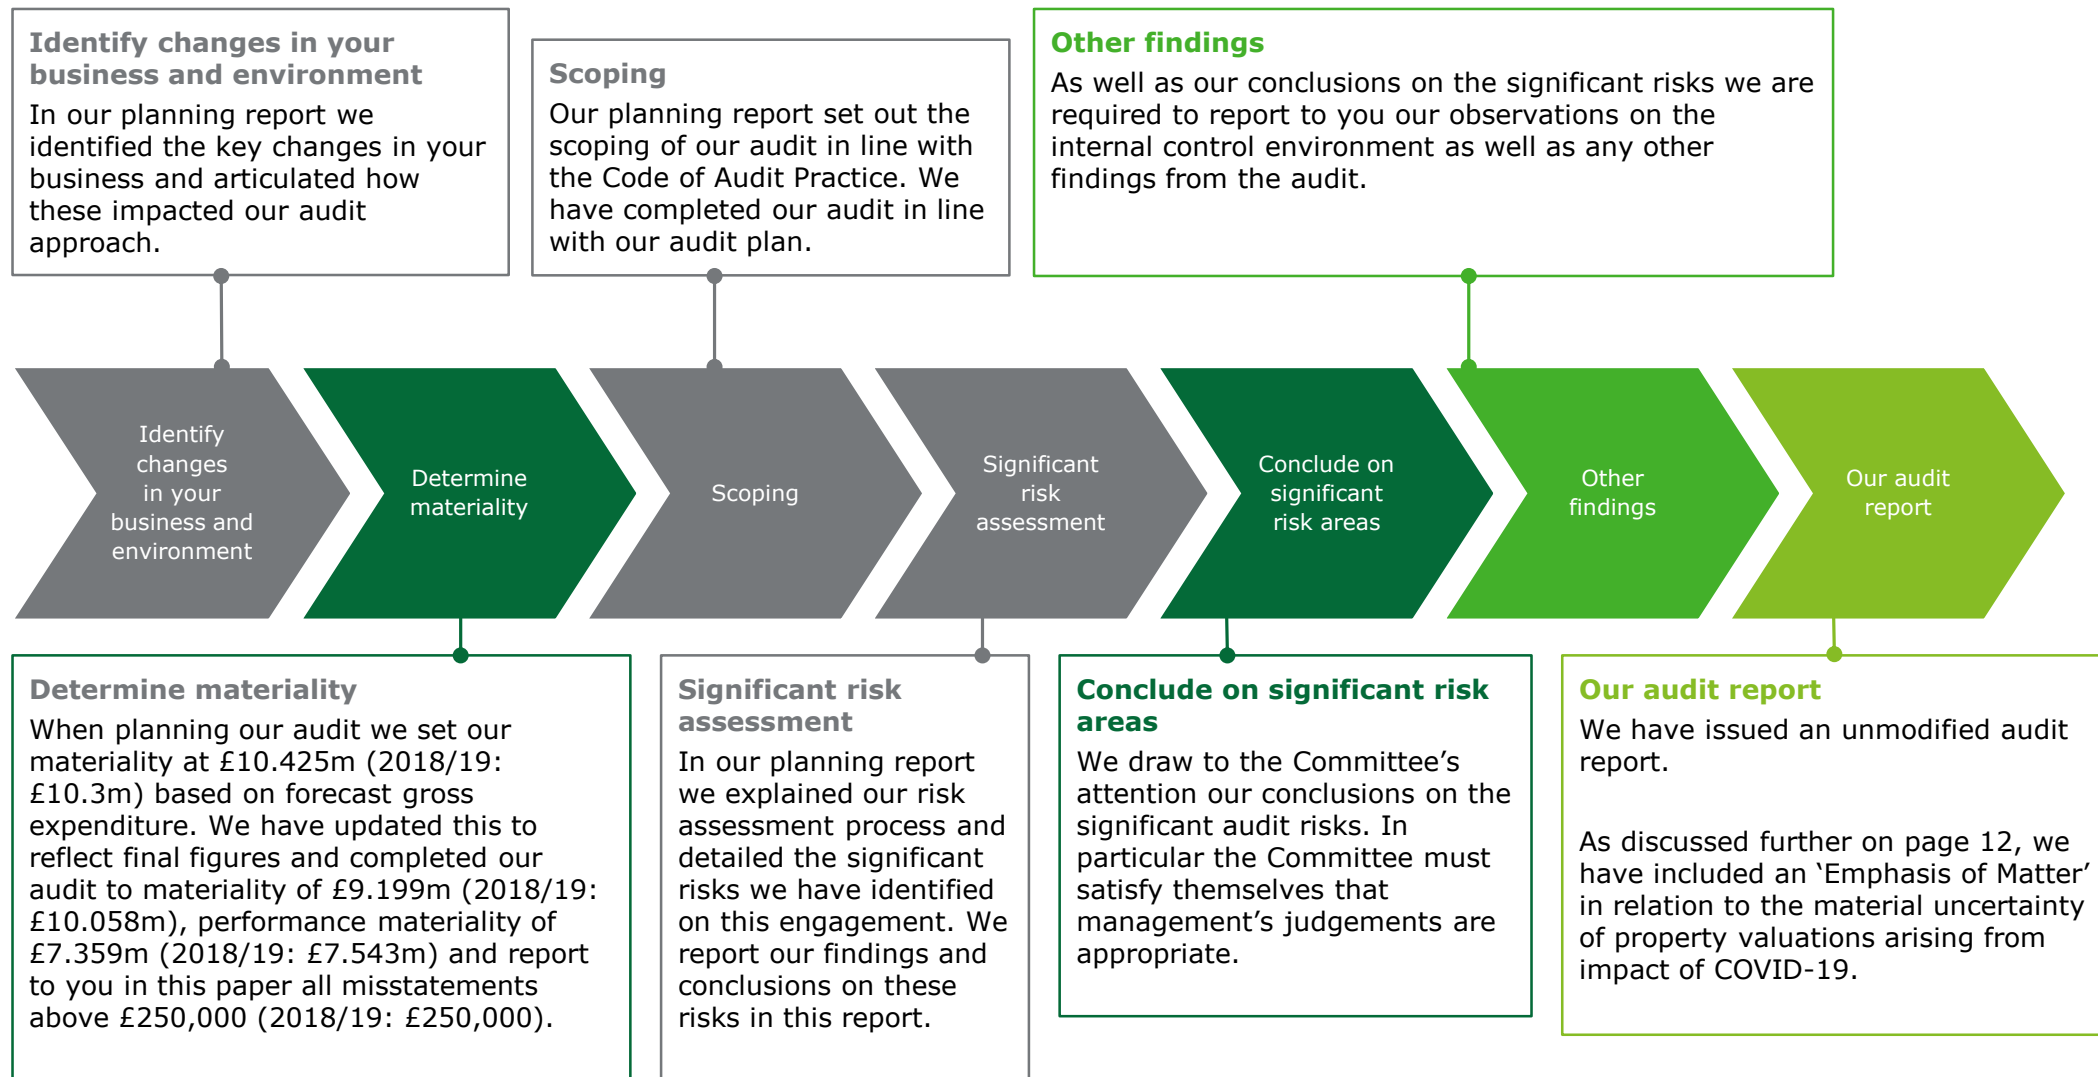 Identify changes in your
business and environment
In our planning report we
identified the key changes in your
business and articulated how
these impacted our audit
approach.
Scoping
Our planning report set out the
scoping of our audit in line with
the Code of Audit Practice. We
have completed our audit in line
with our audit plan.
Other findings
As well as our conclusions on the significant risks we are
required to report to you our observations on the
internal control environment as well as any other
findings from the audit.
Identify
changes
in your
business and
environment
Determine
materiality
Scoping
Significant
risk
assessment
Conclude on
significant
risk areas
Other
findings
Our audit
report
Determine materiality
When planning our audit we set our
materiality at £10.425m (2018/19:
£10.3m) based on forecast gross
expenditure. We have updated this to
reflect final figures and completed our
audit to materiality of £9.199m (2018/19:
£10.058m), performance materiality of
£7.359m (2018/19: £7.543m) and report
to you in this paper all misstatements
above £250,000 (2018/19: £250,000).
Significant risk
assessment
In our planning report
we explained our risk
assessment process and
detailed the significant
risks we have identified
on this engagement. We
report our findings and
conclusions on these
risks in this report.
Conclude on significant risk
areas
We draw to the Committee’s
attention our conclusions on the
significant audit risks. In
particular the Committee must
satisfy themselves that
management’s judgements are
appropriate.
Our audit report
We have issued an unmodified audit
report.
As discussed further on page 12, we
have included an ‘Emphasis of Matter’
in relation to the material uncertainty
of property valuations arising from
impact of COVID-19.